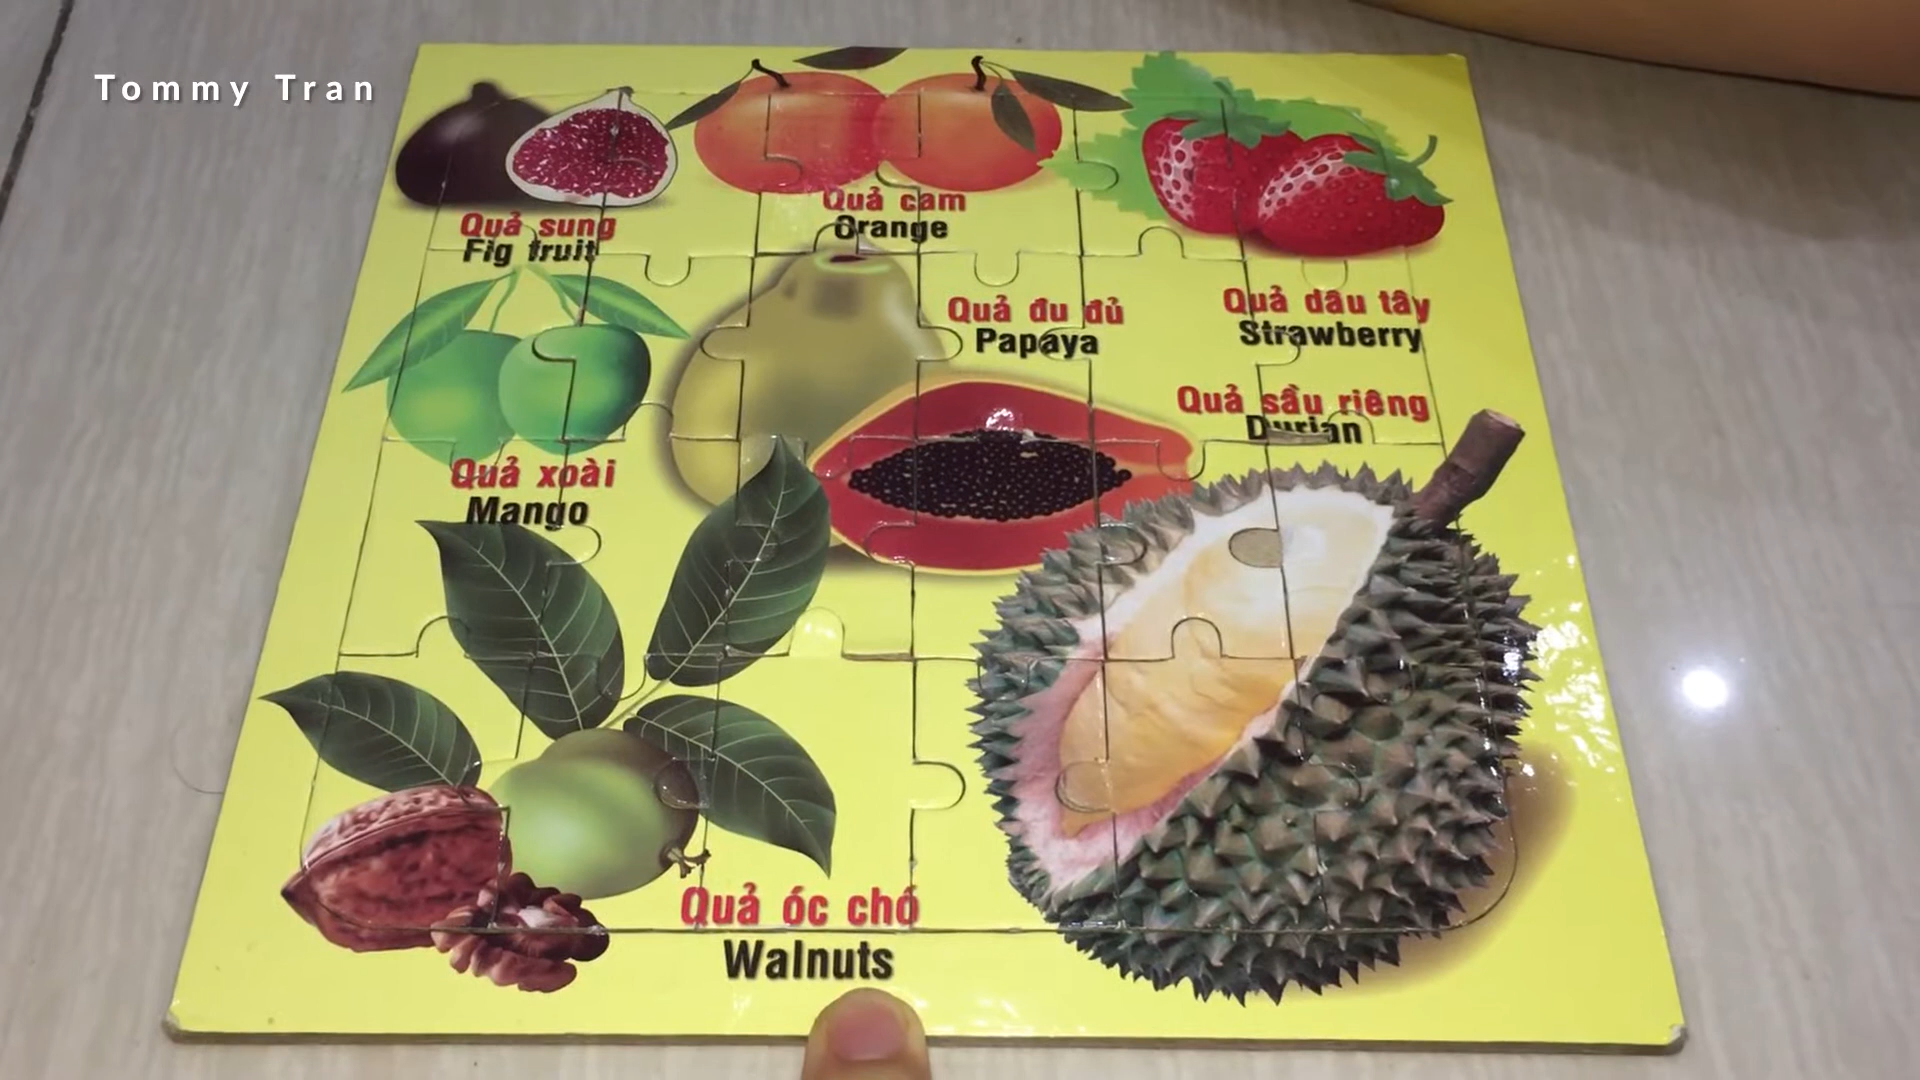 Tommy Tran
Quả sung
Fig fruit
Quả cam
Orange
Quả dâu tây
Strawberry
Quả đu đủ
Papaya
Quả sầu riêng
Durian
Quả xoài
Mango
Quả óc chó
Walnuts